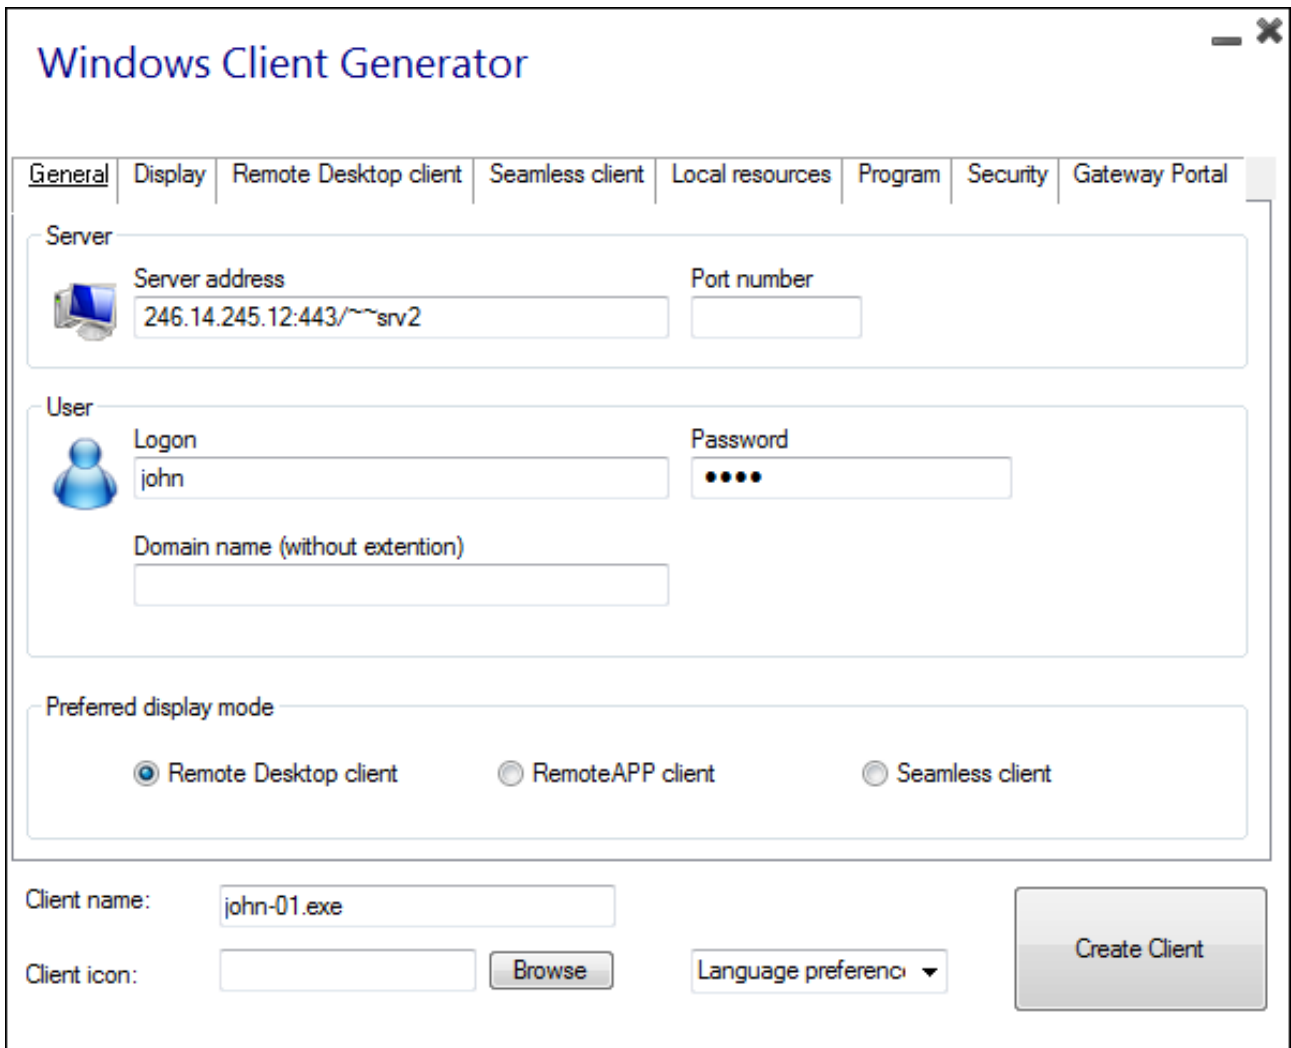 Windows Client Generator
General Display Remote Desktop client Seamless client Local resources Program Security Gateway Portal
Server
Server address Port number
246.14.245.12:443/~~srv2
User
Logon Password
john ••••
Domain name (without extention)
Preferred display mode
Remote Desktop client RemoteAPP client Seamless client
Client name: john-01.exe
Create Client
Client icon: Browse Language preferenc